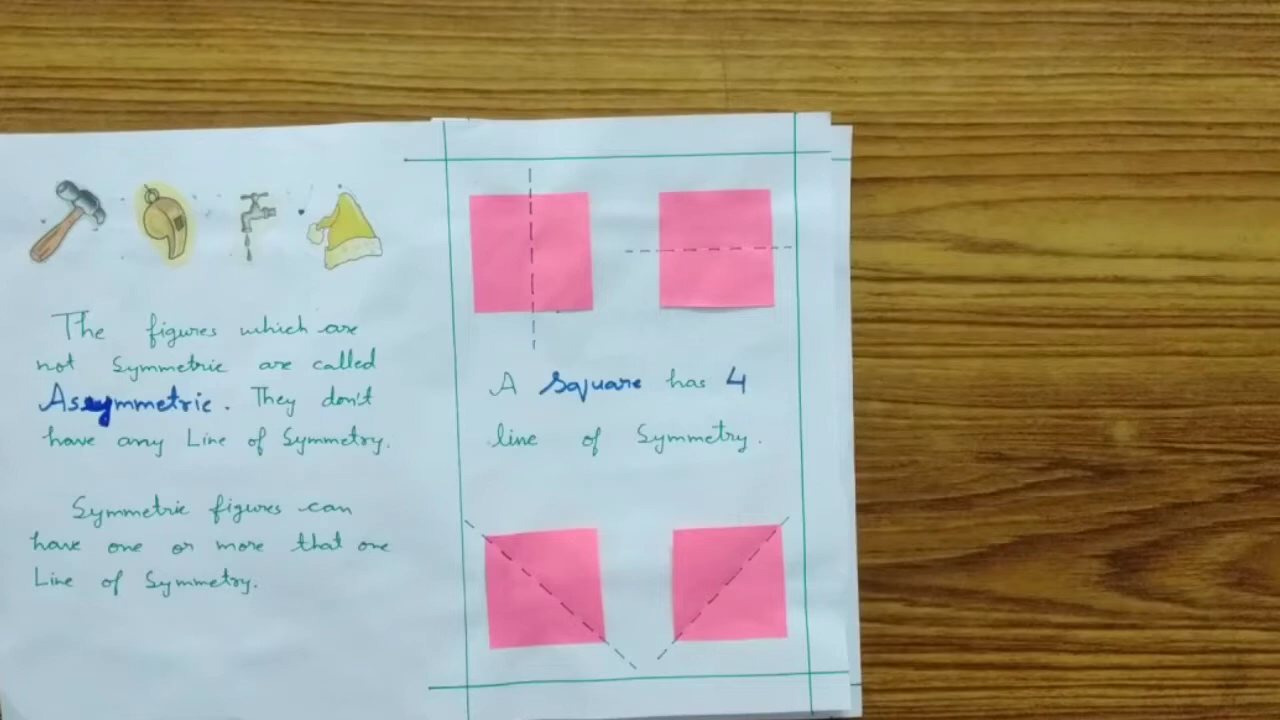 The figures which are
not Symmetric are called
Assymmetric. They don't
have any Line of Symmetry.
Symmetric figures can
have one or more that one
Line of Symmetry.
A Square has 4
line of Symmetry.